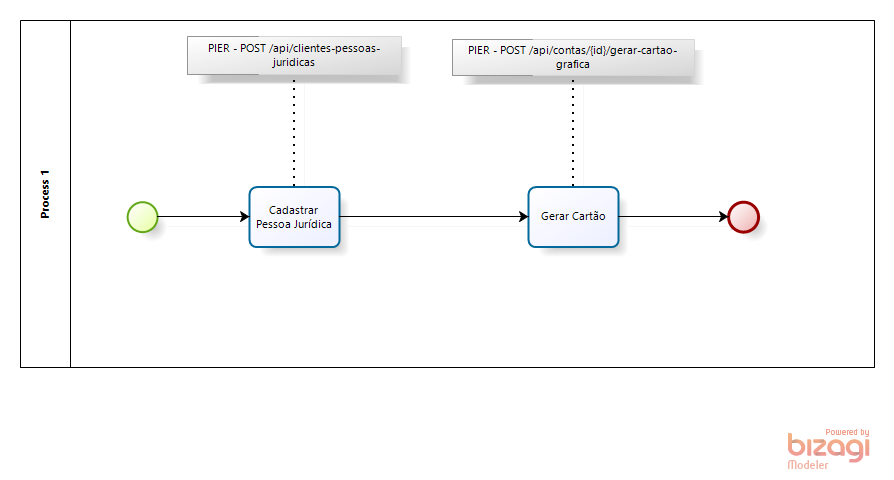 PIER - POST /api/clientes-pessoas-
juridicas
PIER - POST /api/contas/{id}/gerar-cartao-
grafica
Process 1
Cadastrar
Pessoa Jurídica
Gerar Cartão
Powered by
bizagi
Modeler